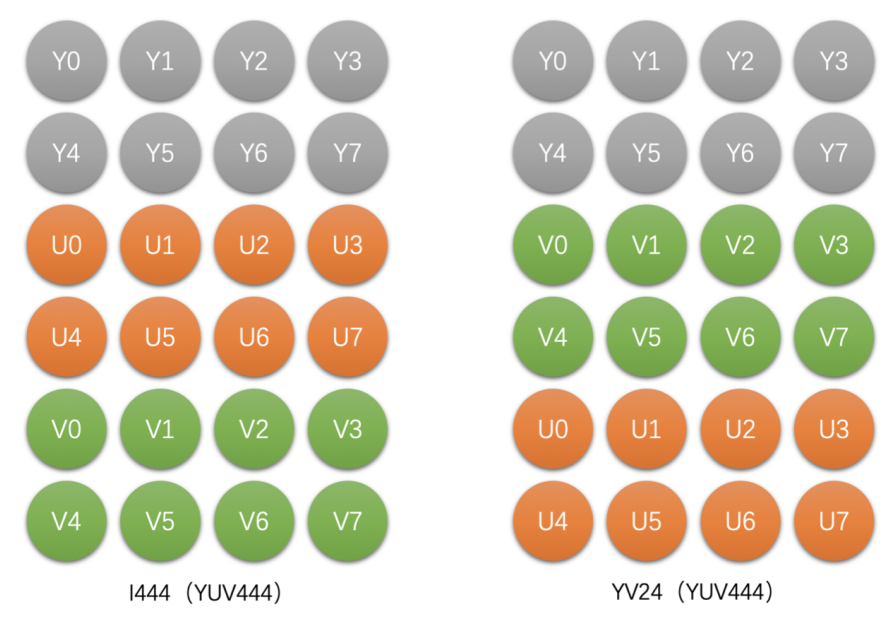 Y0 Y1 Y2 Y3
Y4 Y5 Y6 Y7
U0 U1 U2 U3
U4 U5 U6 U7
V0 V1 V2 V3
V4 V5 V6 V7
I444（YUV444）
Y0 Y1 Y2 Y3
Y4 Y5 Y6 Y7
V0 V1 V2 V3
V4 V5 V6 V7
U0 U1 U2 U3
U4 U5 U6 U7
YV24（YUV444）